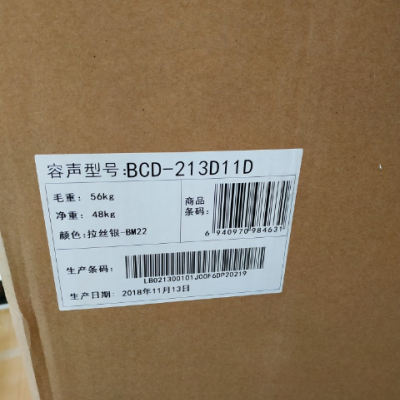 容声型号:BCD-213D11D
毛重: 56kg
净重: 48kg
商品条码:
6 940970 984631
颜色:拉丝银-BM22
生产条码:
LB021300101J00F6DP20219
生产日期: 2018年11月13日